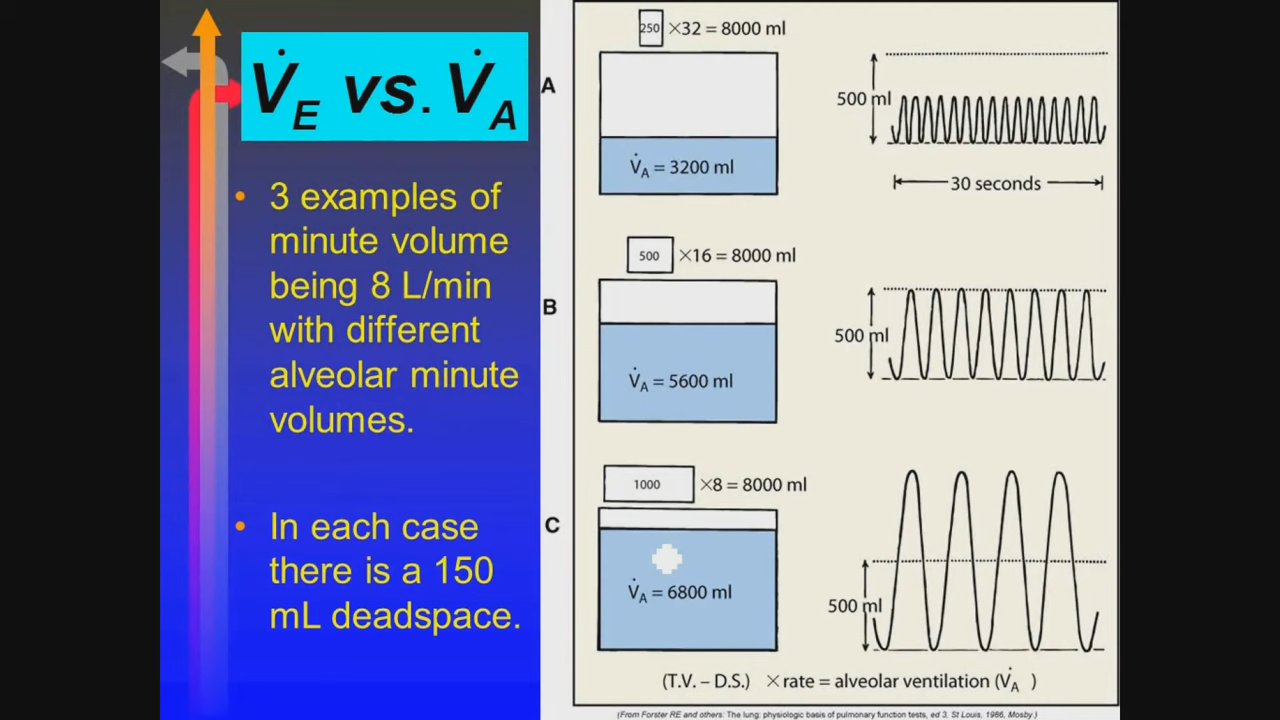 V̇E vs. V̇A
• 3 examples of
minute volume
being 8 L/min
with different
alveolar minute
volumes.
• In each case
there is a 150
mL deadspace.
A
250 ×32 = 8000 ml
V̇A = 3200 ml
500 ml
30 seconds
B
500 ×16 = 8000 ml
V̇A = 5600 ml
500 ml
C
1000 ×8 = 8000 ml
V̇A = 6800 ml
500 ml
(T.V. – D.S.) × rate = alveolar ventilation (V̇A )
(From Forster RE and others: The lung: physiologic basis of pulmonary function tests, ed 3, St Louis, 1986, Mosby.)